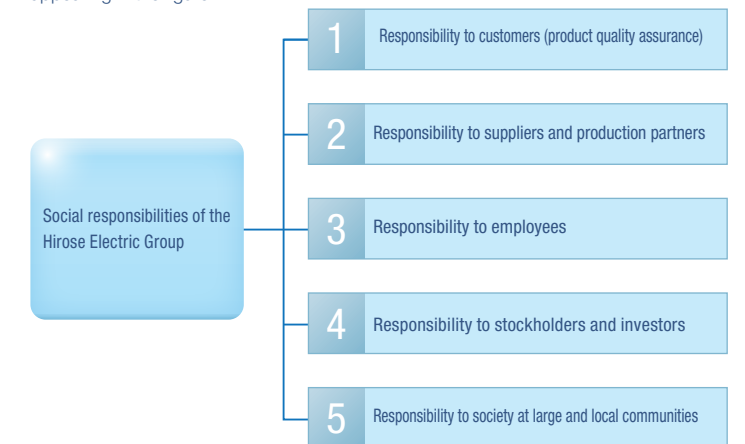 1
Responsibility to customers (product quality assurance)
2
Responsibility to suppliers and production partners
Social responsibilities of the
Hirose Electric Group
3
Responsibility to employees
4
Responsibility to stockholders and investors
5
Responsibility to society at large and local communities